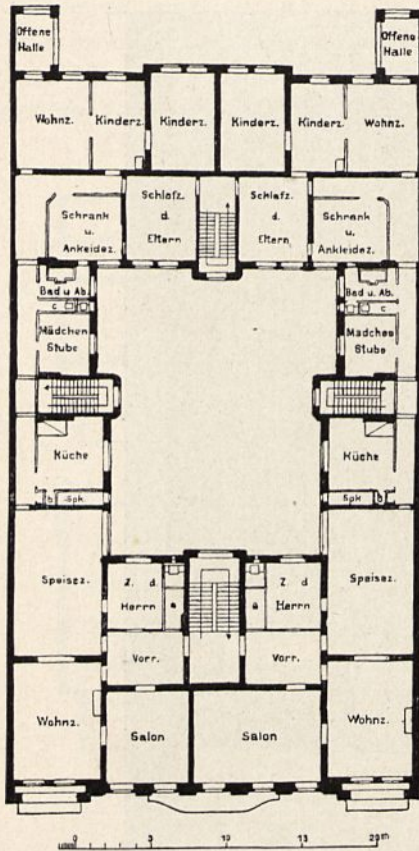 Offene
Halle
Offene
Halle
Wohnz.
Kinderz.
Kinderz.
Kinderz.
Kinderz.
Wohnz.
Schrank
u.
Ankleidez.
Schlafz.
d.
Eltern
Schlafz.
d.
Eltern
Schrank
u.
Ankleidez.
Bad u Ab.
c
Mädchen
Stube
Bad u. Ab.
c
Mädchen
Stube
Küche
b
Spk.
Küche
Spk
b
Speisez.
Z. d.
Herrn
a
a
Z. d
Herrn
Speisez.
Vorr.
Vorr.
Wohnz.
Salon
Salon
Wohnz.
0 5 10 15 20 m